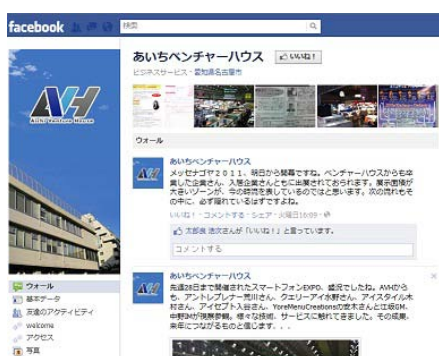 facebook
検索
あいちベンチャーハウス
いいね！
ビジネスサービス・愛知県名古屋市
AVH
Aichi Venture House
ウォール
あいちベンチャーハウス
メッセナゴヤ２０１１、明日から開幕ですね。ベンチャーハウスからも卒
業した企業さん、入居企業さんともに出展されておられます。展示面積が
大きいゾーンが、今の時流を表しているのではと思います。次の流れもそ
の中に、必ず隠れているはずですよね。
いいね！・コメントする・シェア・火曜日16:09・
さんが「いいね！」と言っています。
コメントする
あいちベンチャーハウス
先週28日まで開催されたスマートフォンEXPO、盛況でしたね。AVHから
も、アントレプレナー荒川さん、クエリーアイ水野さん、アイスタイル木
村さん、アイセプト入谷さん、YoreMenuCreationsの安木さんと江坂GM、
中野IMが視察参観。様々な技術、サービスに触れてきました。その成果、
来年につながるものと信じます．．．
ウォール
基本データ
友達のアクティビティ
welcome
アクセス
写真